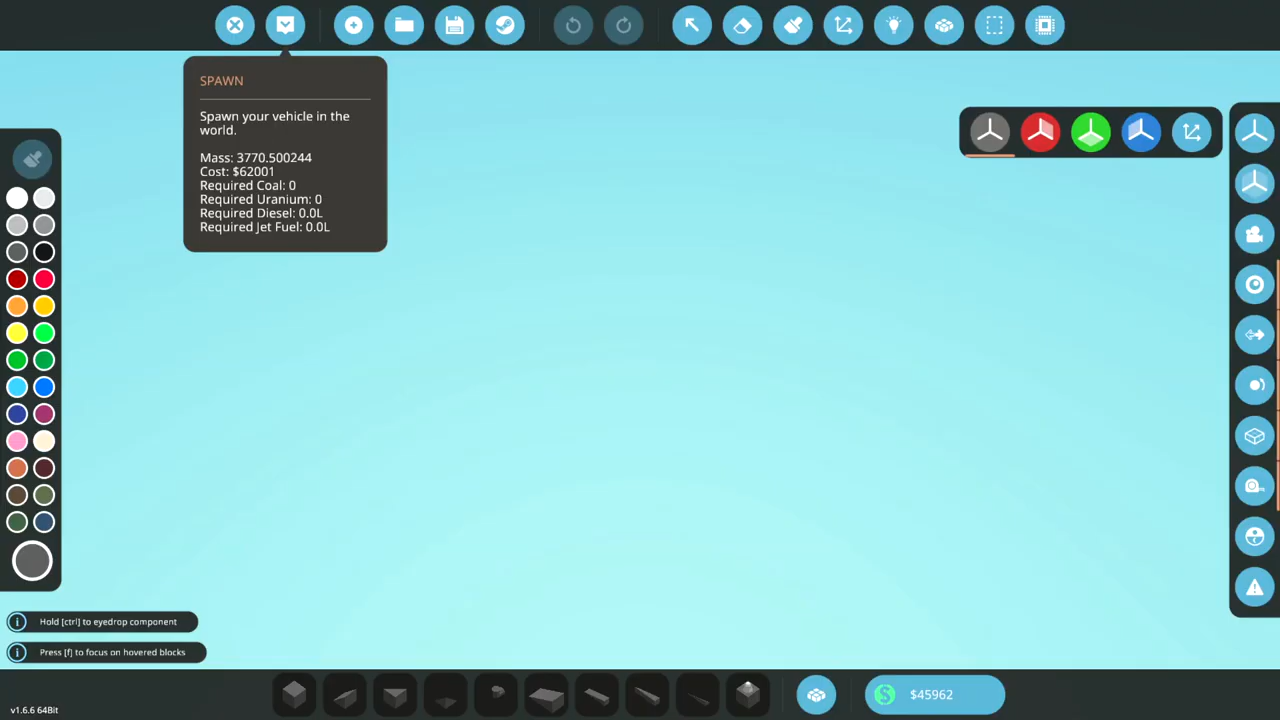 SPAWN
Spawn your vehicle in the
world.
Mass: 3770.500244
Cost: $62001
Required Coal: 0
Required Uranium: 0
Required Diesel: 0.0L
Required Jet Fuel: 0.0L
Hold [ctrl] to eyedrop component
Press [f] to focus on hovered blocks
$45962
v1.6.6 64Bit